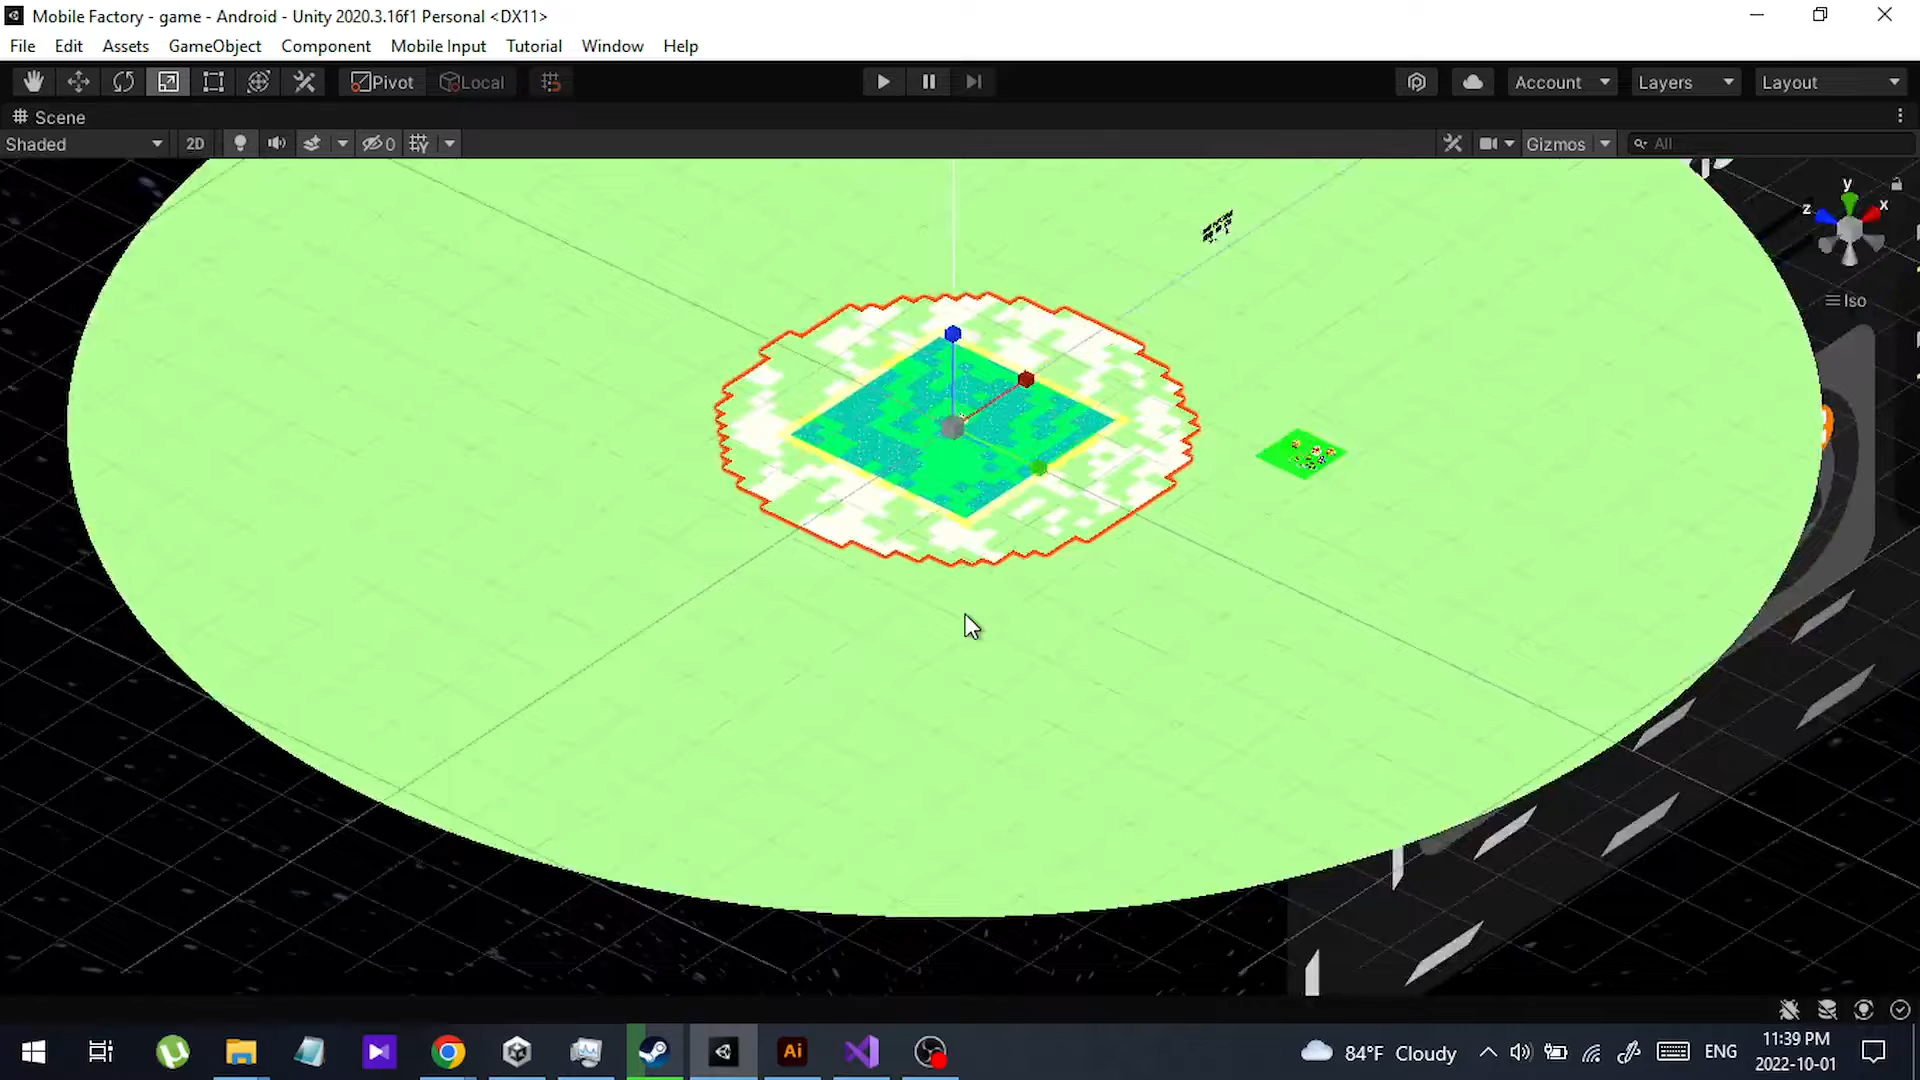 Mobile Factory - game - Android - Unity 2020.3.16f1 Personal <DX11>
File Edit Assets GameObject Component Mobile Input Tutorial Window Help
Pivot Local Account Layers Layout
Scene
Shaded 2D 0 Gizmos All
y
z x
Iso
Ai 84°F Cloudy ENG 11:39 PM
2022-10-01